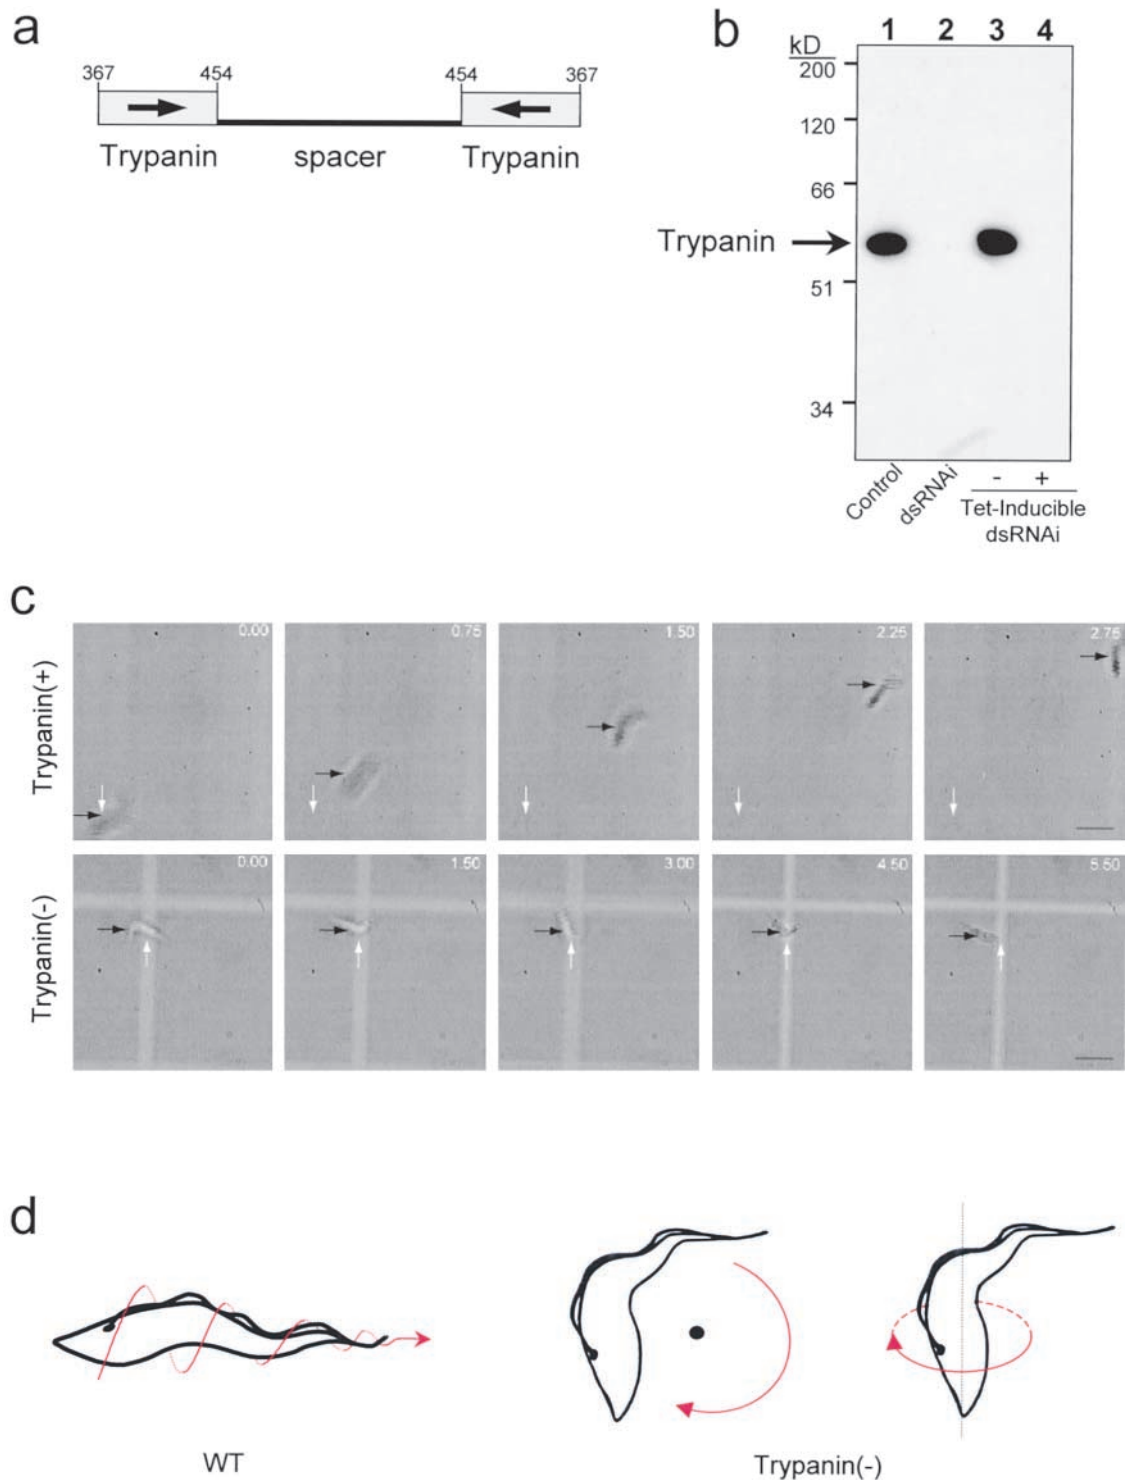 a
367 454 454 367
Trypanin spacer Trypanin
b
kD 1 2 3 4
200
120
66
Trypanin
51
34
Control dsRNAi - +
Tet-Inducible
dsRNAi
c
Trypanin(+)
0.00 0.75 1.50 2.25 2.75
Trypanin(-)
0.00 1.50 3.00 4.50 5.50
d
WT Trypanin(-)